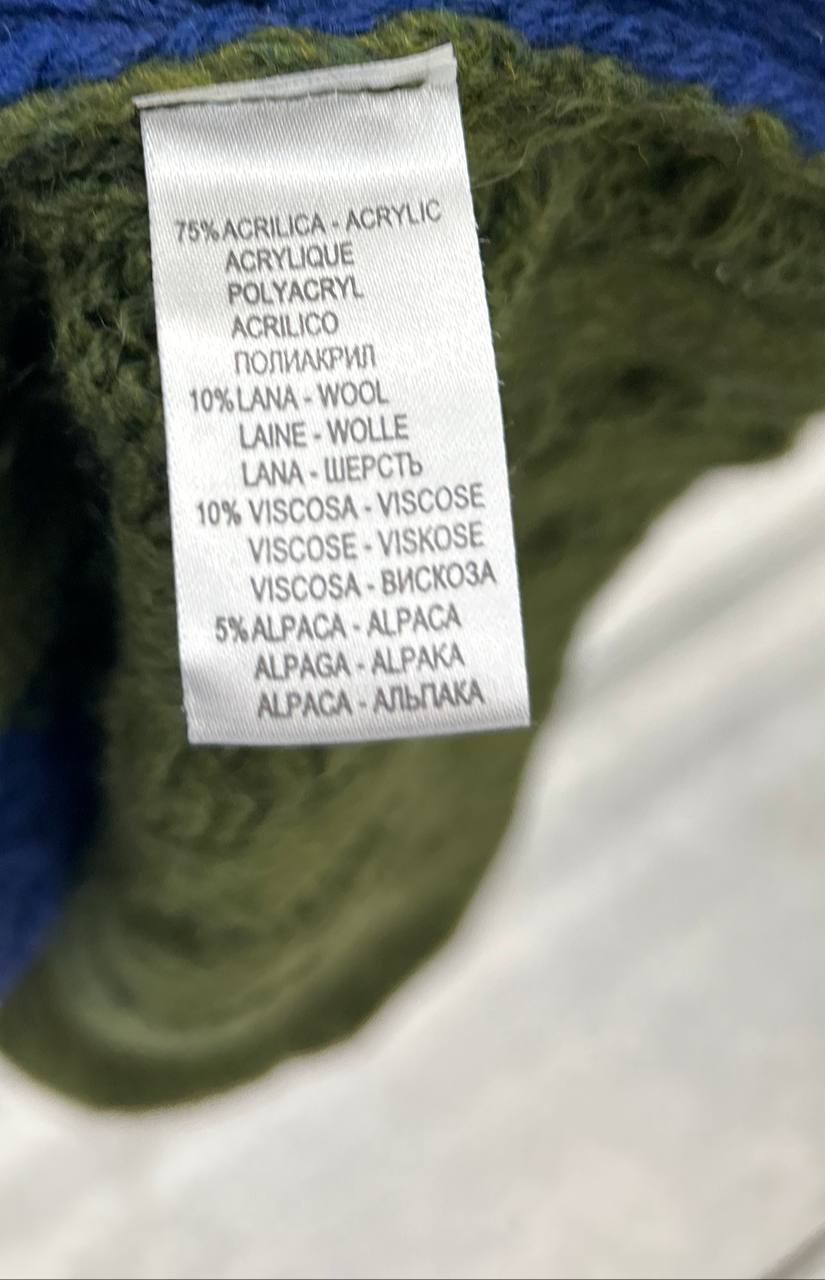 75% ACRILICA - ACRYLIC
ACRYLIQUE
POLYACRYL
ACRILICO
ПОЛИАКРИЛ
10% LANA - WOOL
LAINE - WOLLE
LANA - ШЕРСТЬ
10% VISCOSA - VISCOSE
VISCOSE - VISKOSE
VISCOSA - ВИСКОЗА
5% ALPACA - ALPACA
ALPAGA - ALPAKA
ALPACA - АЛЬПАКА